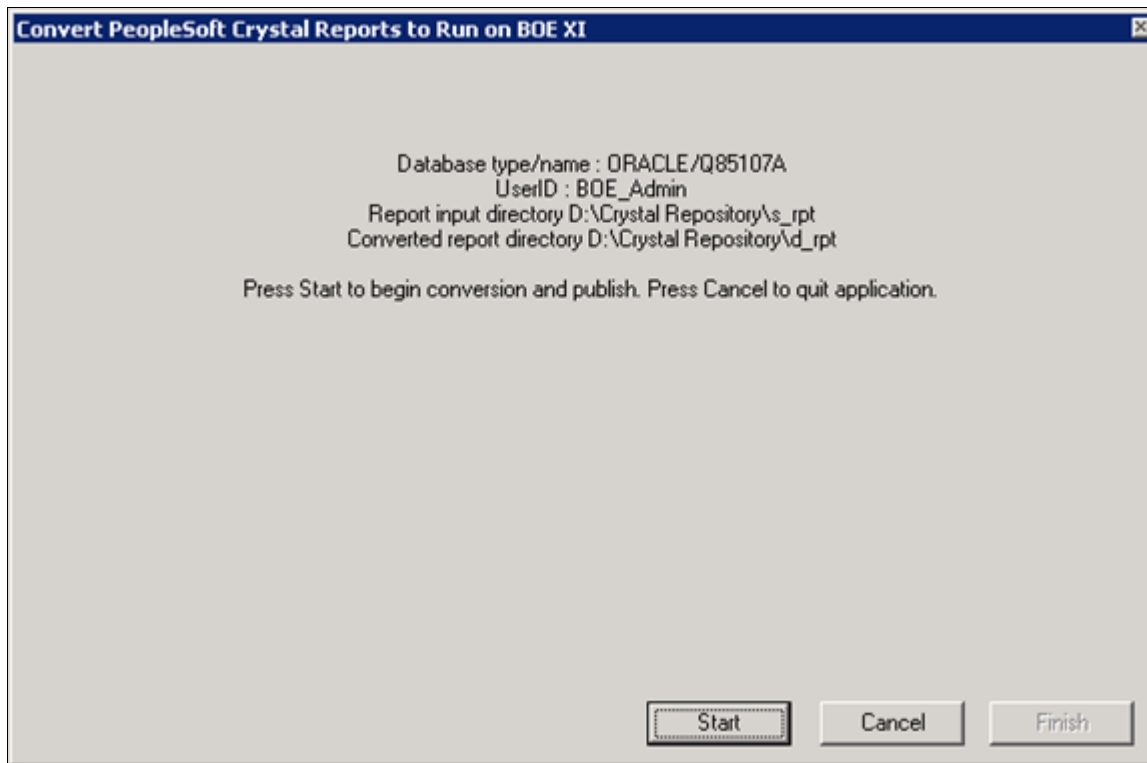 Convert PeopleSoft Crystal Reports to Run on BOE XI
Database type/name : ORACLE/Q85107A
UserID : BOE_Admin
Report input directory D:\Crystal Repository\s_rpt
Converted report directory D:\Crystal Repository\d_rpt
Press Start to begin conversion and publish. Press Cancel to quit application.
Start Cancel Finish